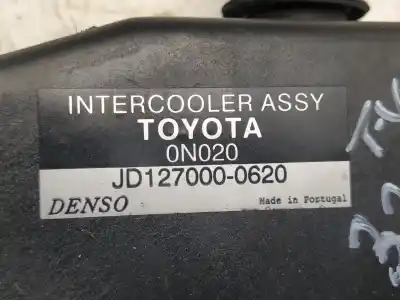 INTERCOOLER ASSY
TOYOTA
0N020
JD127000-0620
DENSO Made in Portugal